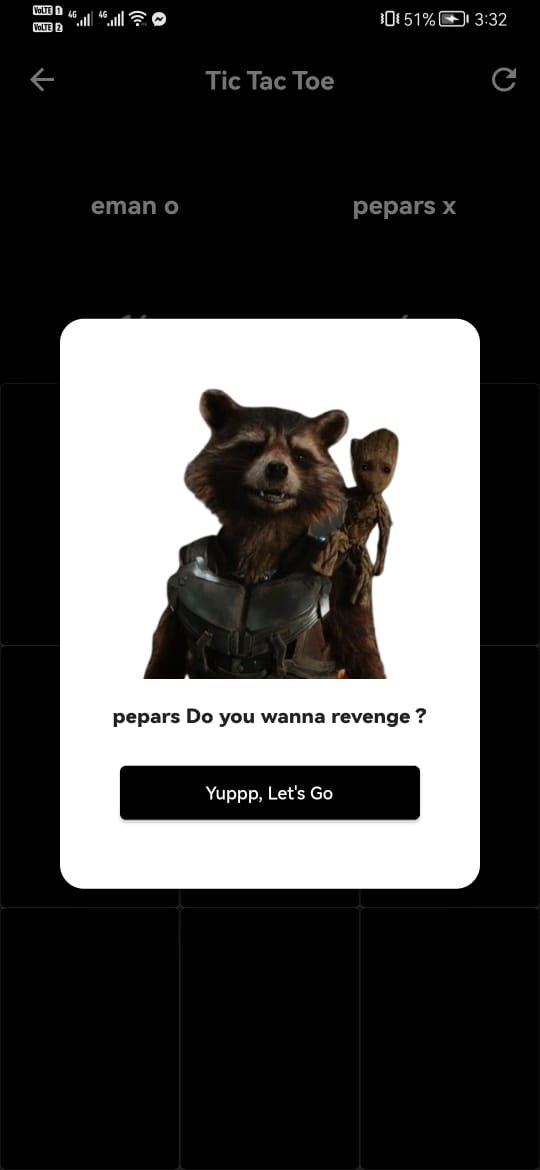 VoLTE 1
VoLTE 2
4G
4G
51%
3:32
Tic Tac Toe
eman o
pepars x
pepars Do you wanna revenge ?
Yuppp, Let's Go